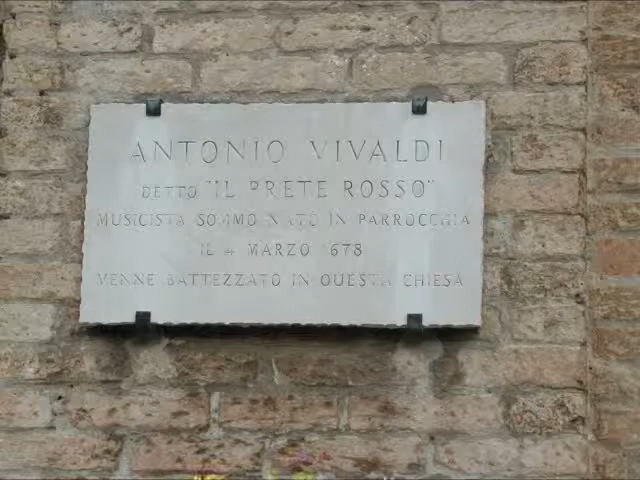 ANTONIO VIVALDI
DETTO "IL PRETE ROSSO"
MUSICISTA SOMMO NATO IN PARROCCHIA
IL 4 MARZO 1678
VENNE BATTEZZATO IN QUESTA CHIESA